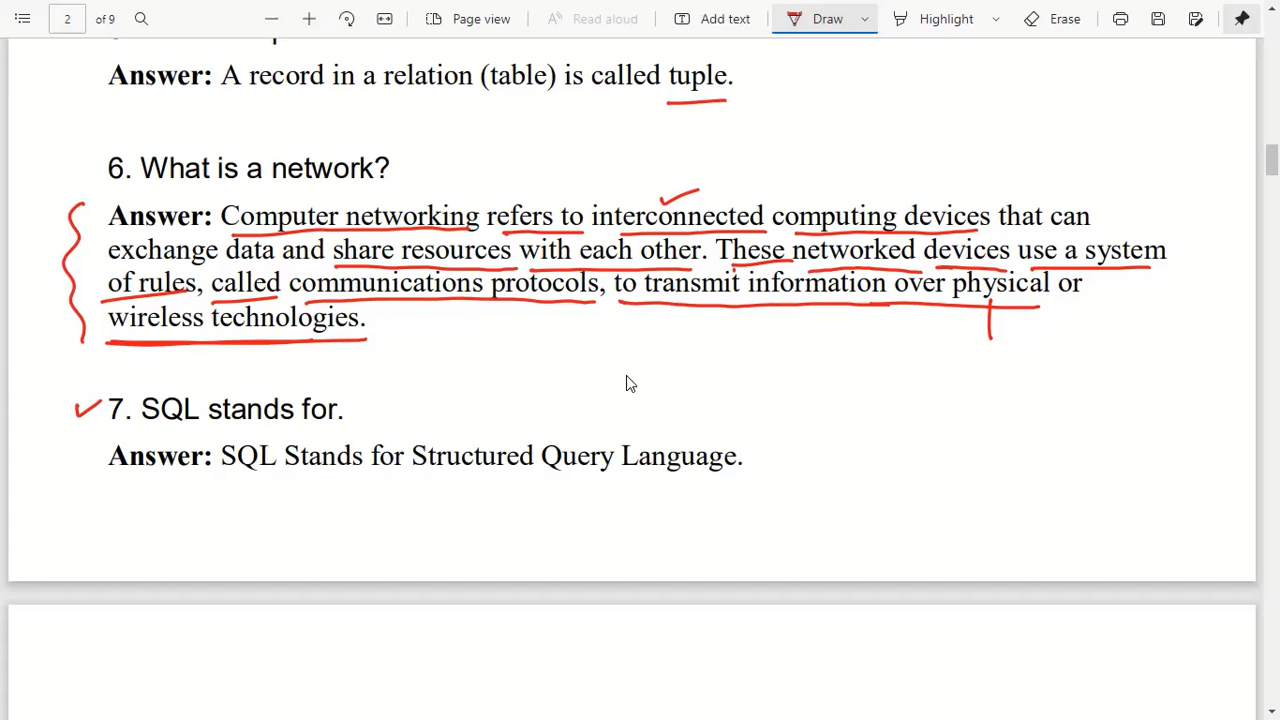 2 of 9 Page view Read aloud Add text Draw Highlight Erase
Answer: A record in a relation (table) is called tuple.
6. What is a network?
Answer: Computer networking refers to interconnected computing devices that can
exchange data and share resources with each other. These networked devices use a system
of rules, called communications protocols, to transmit information over physical or
wireless technologies.
7. SQL stands for.
Answer: SQL Stands for Structured Query Language.